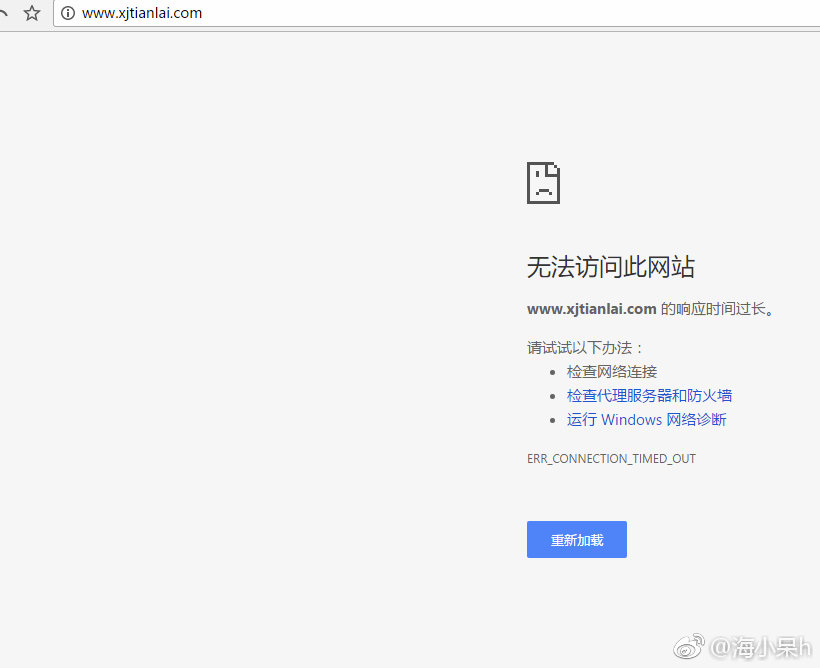 www.xjtianlai.com
无法访问此网站
www.xjtianlai.com 的响应时间过长。
请试试以下办法：
检查网络连接
检查代理服务器和防火墙
运行 Windows 网络诊断
ERR_CONNECTION_TIMED_OUT
重新加载
@海小呆h